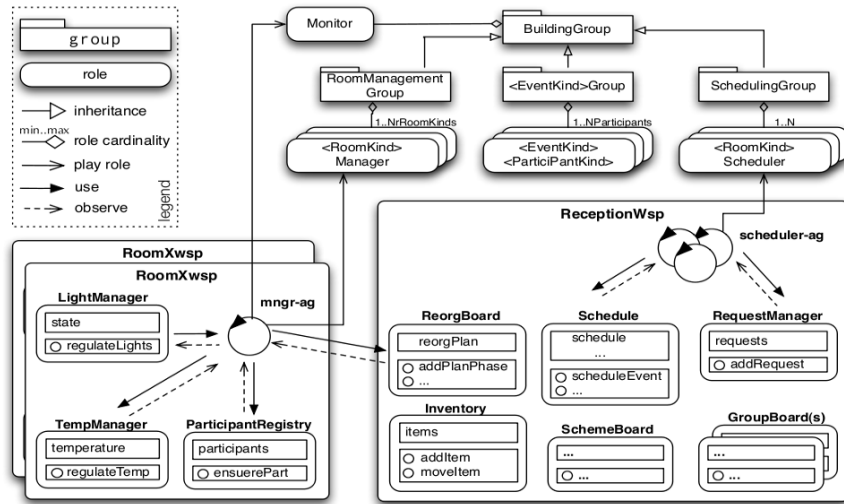 group
role
inheritance
min..max
role cardinality
play role
use
observe
legend
Monitor
BuildingGroup
RoomManagement
Group
<EventKind>Group
SchedulingGroup
1..NrRoomKinds
1..NParticipants
1..N
<RoomKind>
Manager
<EventKind>
<ParticiPantKind>
<RoomKind>
Scheduler
RoomXwsp
RoomXwsp
LightManager
state
regulateLights
mngr-ag
TempManager
temperature
regulateTemp
ParticipantRegistry
participants
ensuerePart
ReceptionWsp
scheduler-ag
ReorgBoard
reorgPlan
addPlanPhase
...
Schedule
schedule
...
scheduleEvent
...
RequestManager
requests
addRequest
Inventory
items
addItem
moveItem
SchemeBoard
...
...
GroupBoard(s)
...
...